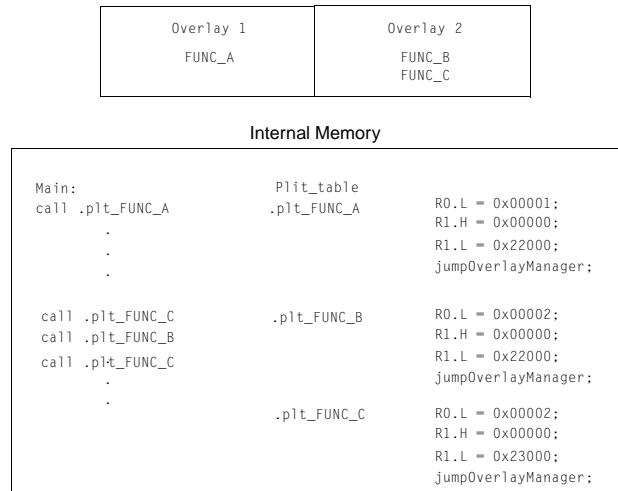 Overlay 1 Overlay 2
FUNC_A FUNC_B
FUNC_C
Internal Memory
Main: Plit_table
call .plt_FUNC_A .plt_FUNC_A R0.L = 0x00001;
. R1.H = 0x00000;
. R1.L = 0x22000;
. jumpOverlayManager;
call .plt_FUNC_C .plt_FUNC_B R0.L = 0x00002;
call .plt_FUNC_B R1.H = 0x00000;
call .plt_FUNC_C R1.L = 0x22000;
. jumpOverlayManager;
.
.plt_FUNC_C R0.L = 0x00002;
R1.H = 0x00000;
R1.L = 0x23000;
jumpOverlayManager;